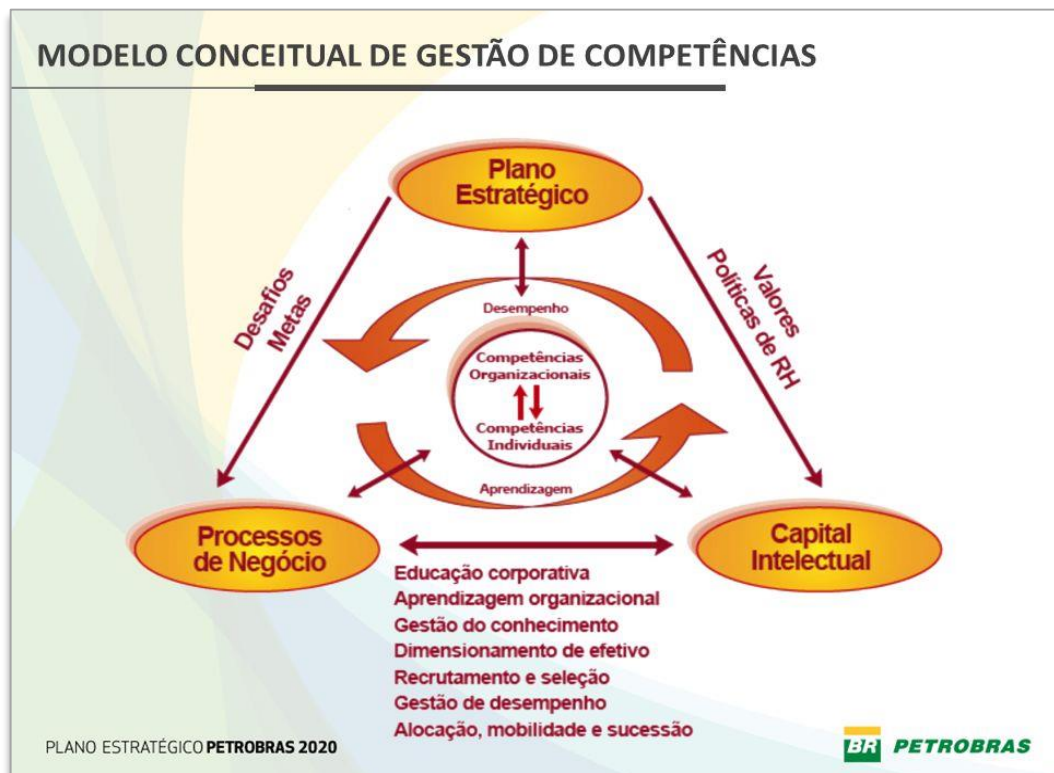 MODELO CONCEITUAL DE GESTÃO DE COMPETÊNCIAS
Plano
Estratégico
Desafios
Metas
Valores
Políticas de RH
Desempenho
Competências
Organizacionais
Competências
Individuais
Aprendizagem
Processos
de Negócio
Capital
Intelectual
Educação corporativa
Aprendizagem organizacional
Gestão do conhecimento
Dimensionamento de efetivo
Recrutamento e seleção
Gestão de desempenho
Alocação, mobilidade e sucessão
PLANO ESTRATÉGICO PETROBRAS 2020
BR PETROBRAS